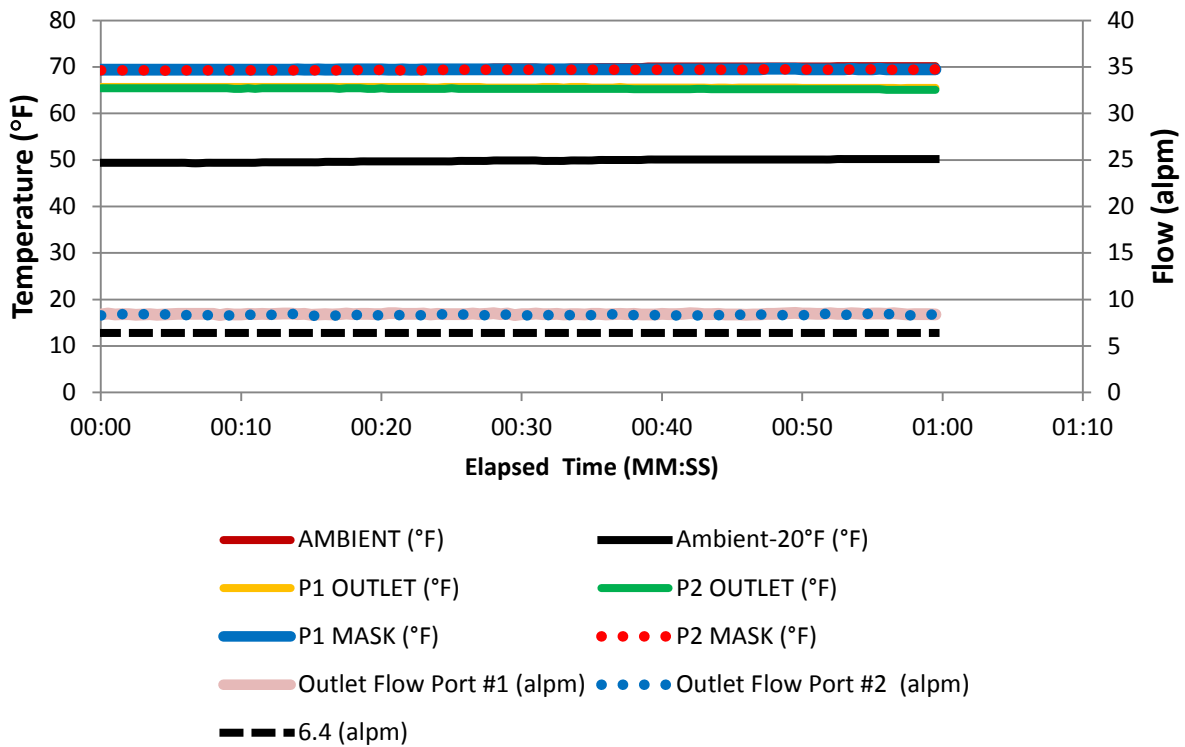 80
70
60
50
40
30
20
10
0
Temperature (°F)
40
35
30
25
20
15
10
5
0
Flow (alpm)
00:00 00:10 00:20 00:30 00:40 00:50 01:00 01:10
Elapsed Time (MM:SS)
AMBIENT (°F) Ambient-20°F (°F)
P1 OUTLET (°F) P2 OUTLET (°F)
P1 MASK (°F) P2 MASK (°F)
Outlet Flow Port #1 (alpm) Outlet Flow Port #2 (alpm)
6.4 (alpm)